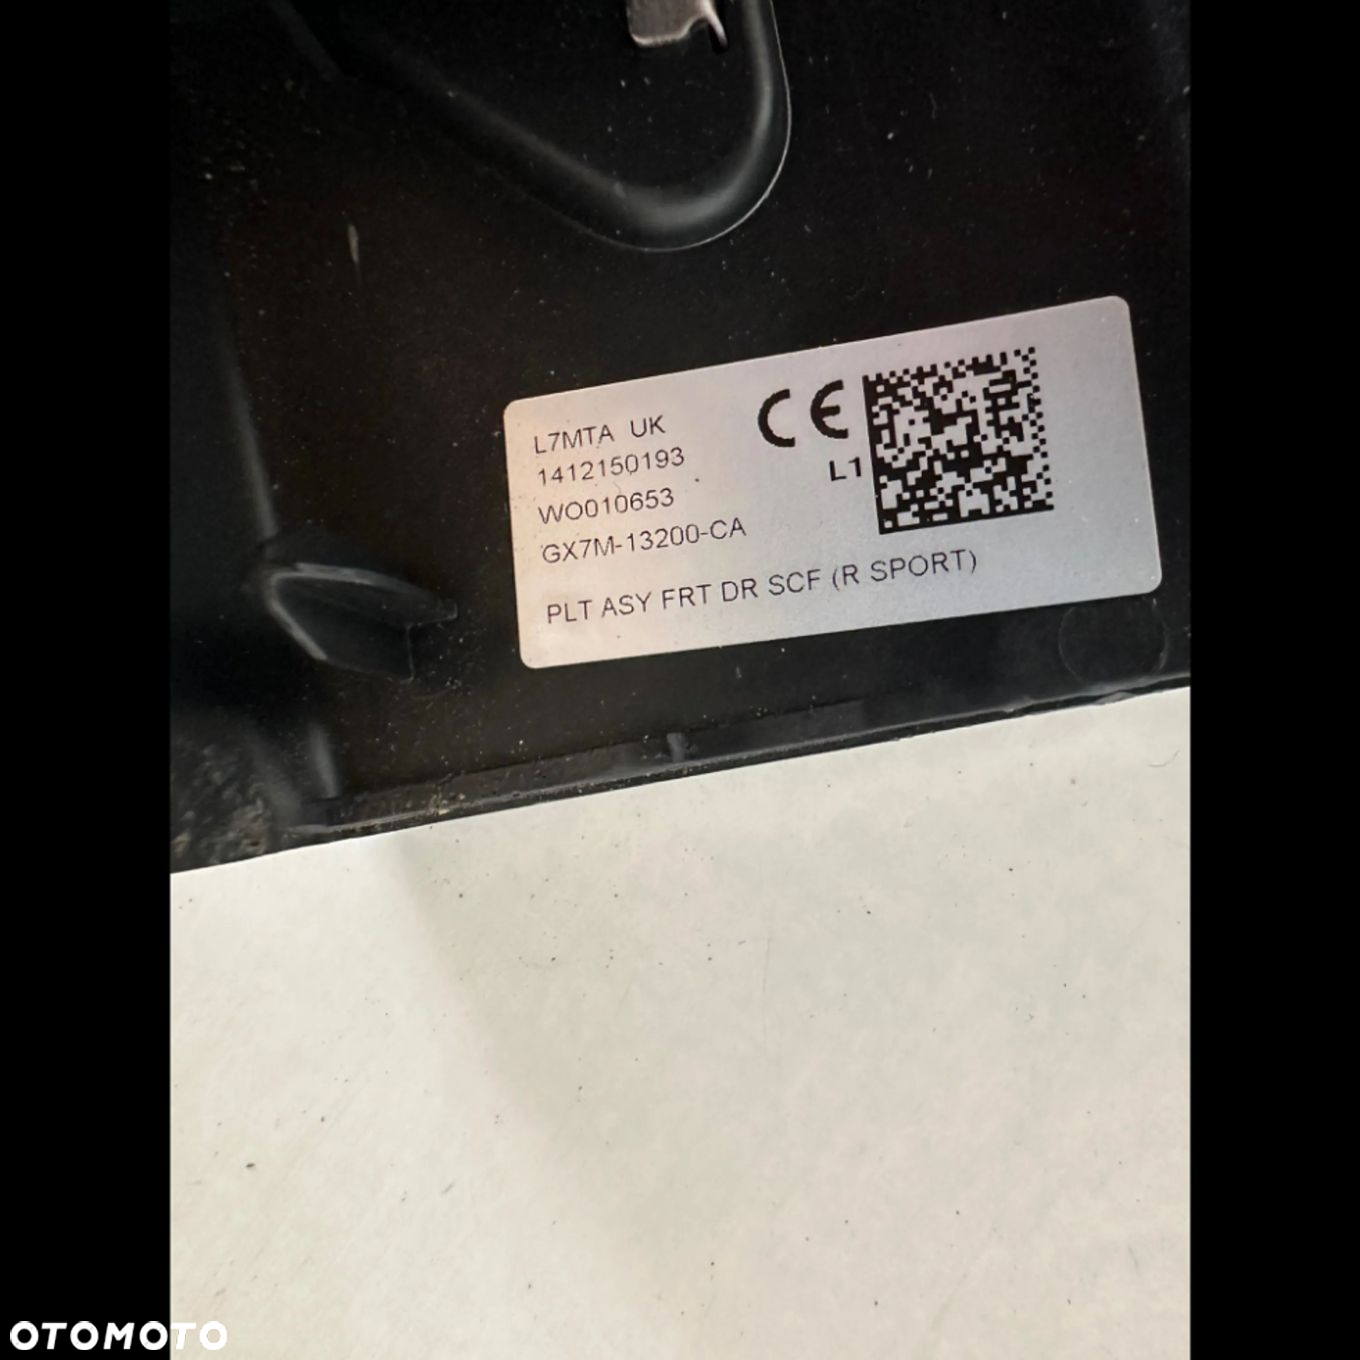 L7MTA UK
1412150193
WO010653
GX7M-13200-CA
CE
L1
PLT ASY FRT DR SCF (R SPORT)
OTOMOTO